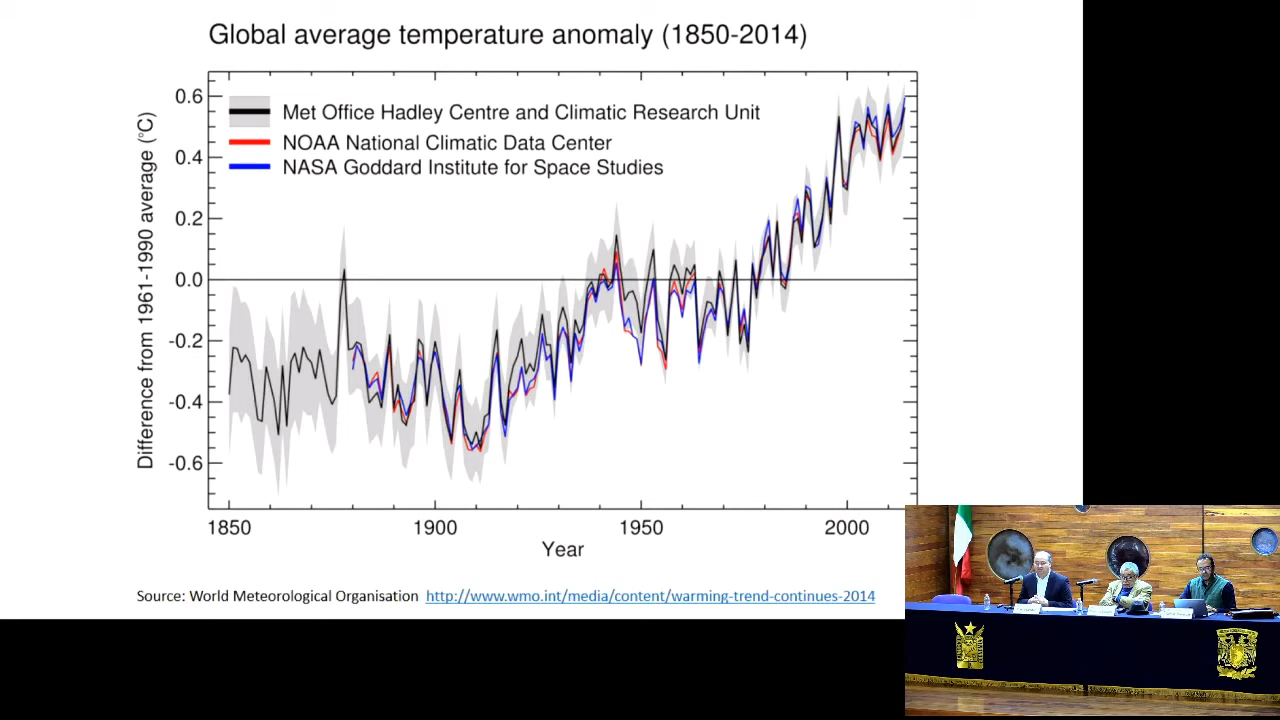 Global average temperature anomaly (1850-2014)
Difference from 1961-1990 average (°C)
0.6
0.4
0.2
0.0
-0.2
-0.4
-0.6
Met Office Hadley Centre and Climatic Research Unit
NOAA National Climatic Data Center
NASA Goddard Institute for Space Studies
1850 1900 1950 2000
Year
Source: World Meteorological Organisation http://www.wmo.int/media/content/warming-trend-continues-2014